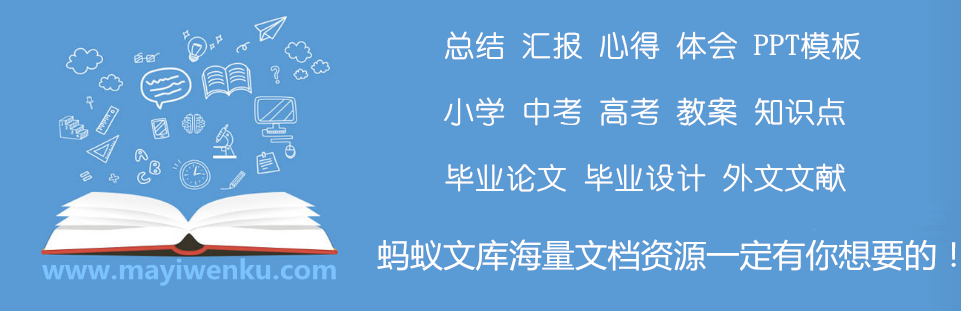 总结 汇报 心得 体会 PPT模板
小学 中考 高考 教案 知识点
毕业论文 毕业设计 外文文献
蚂蚁文库海量文档资源一定有你想要的！
ABC
www.mayiwenku.com